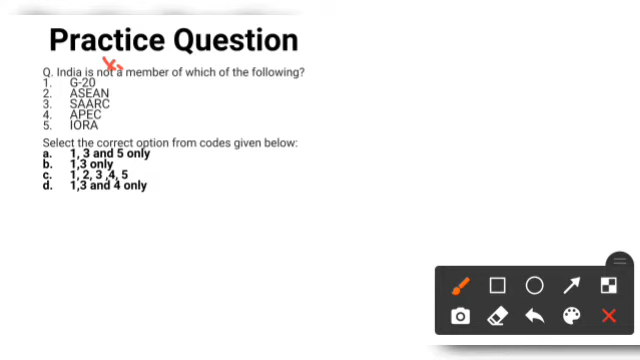 Practice Question
Q. India is not a member of which of the following?
1. G-20
2. ASEAN
3. SAARC
4. APEC
5. IORA
Select the correct option from codes given below:
a. 1, 3 and 5 only
b. 1,3 only
c. 1, 2, 3 ,4, 5
d. 1,3 and 4 only